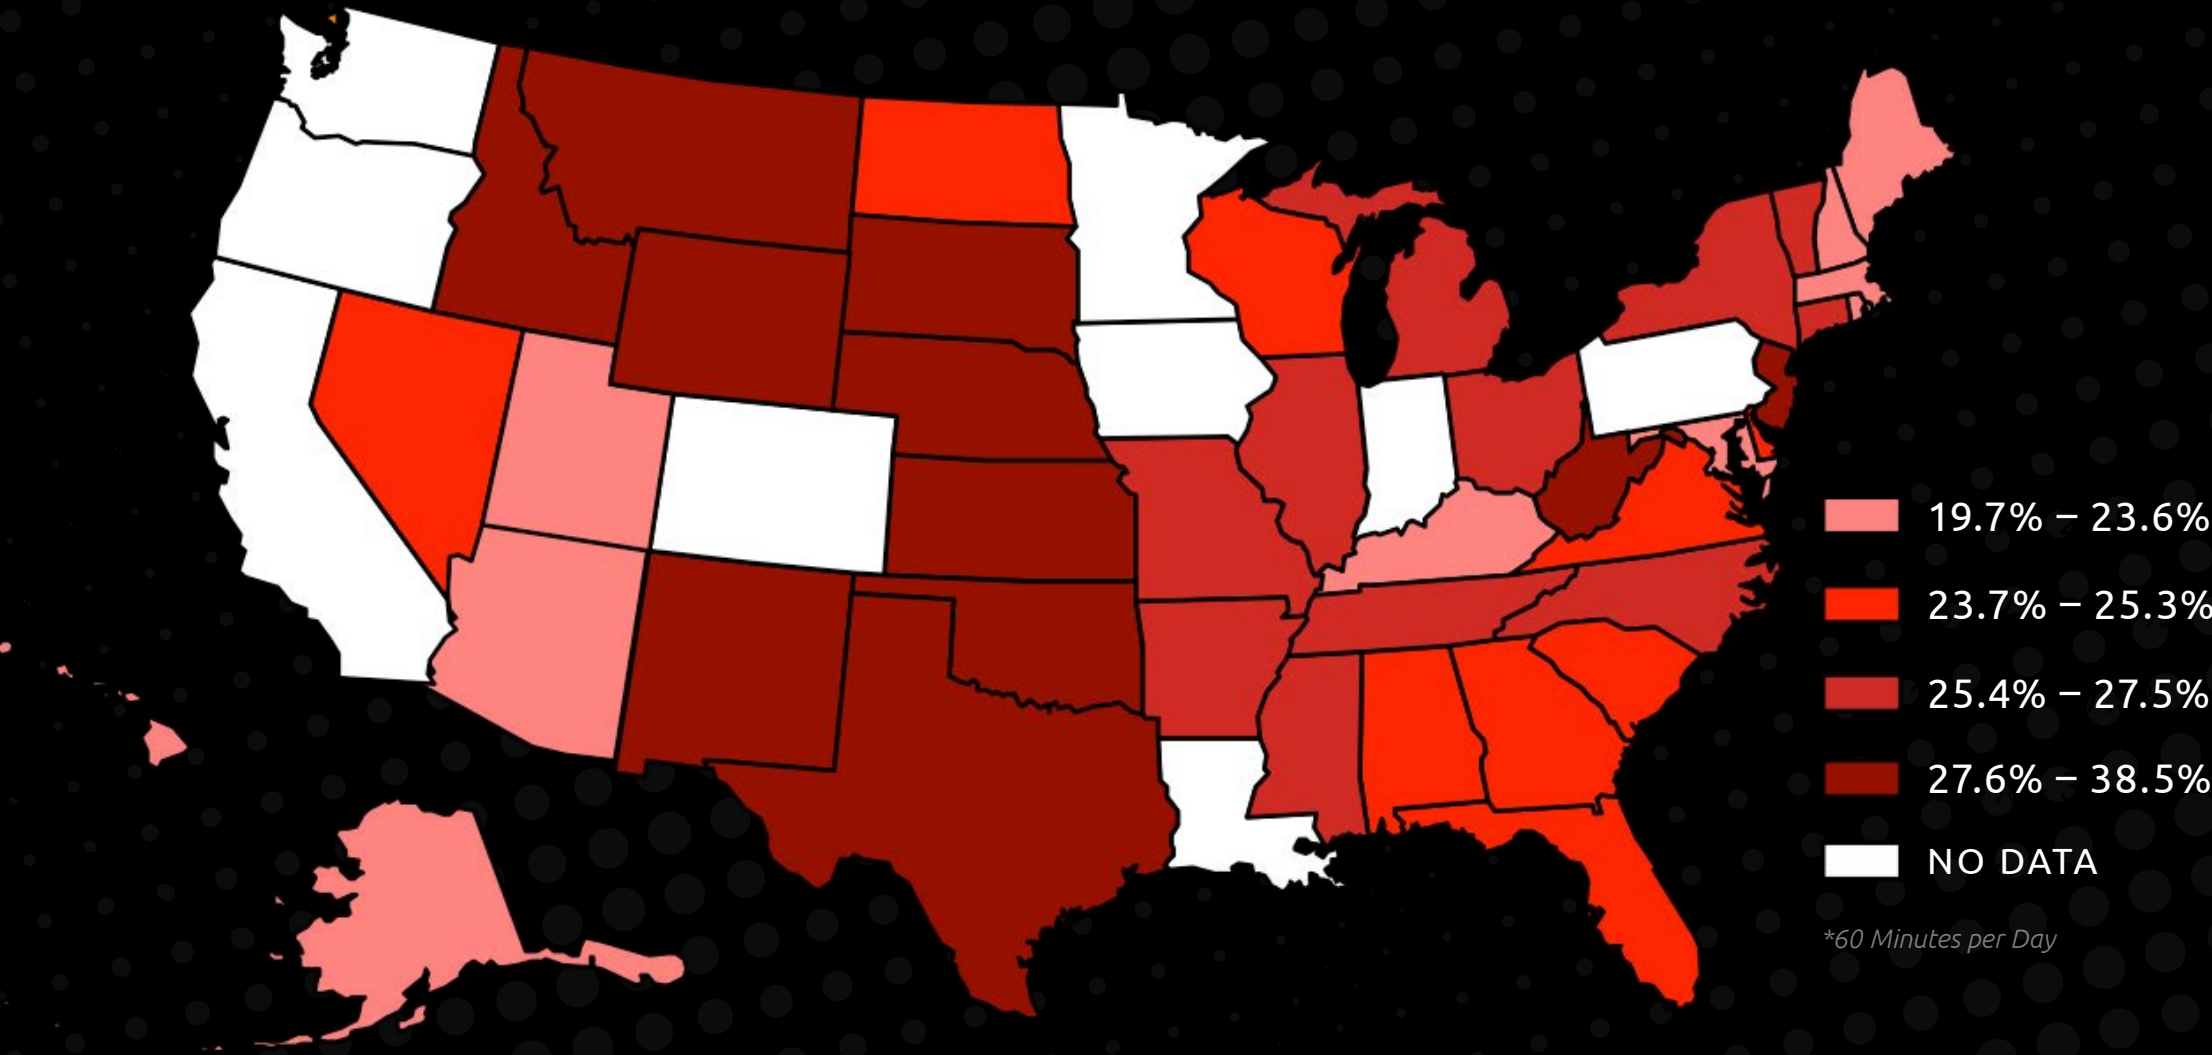 19.7% – 23.6%
23.7% – 25.3%
25.4% – 27.5%
27.6% – 38.5%
NO DATA
*60 Minutes per Day